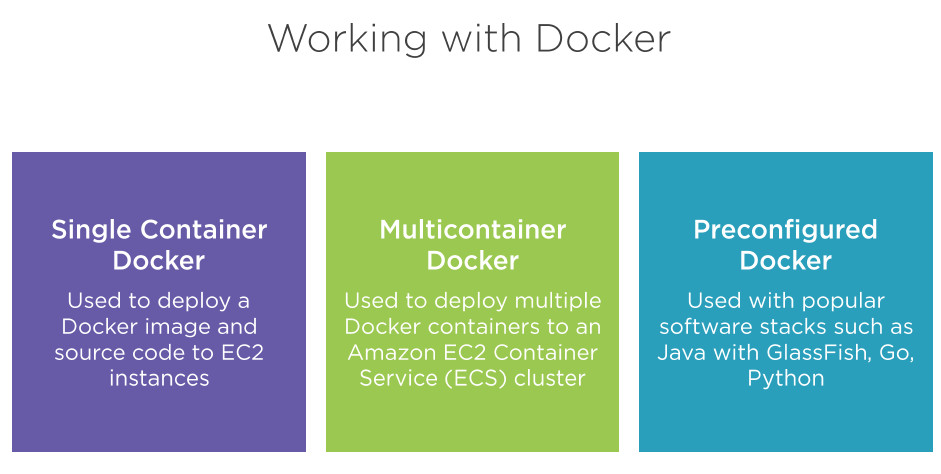 Working with Docker
Single Container
Docker
Used to deploy a
Docker image and
source code to EC2
instances
Multicontainer
Docker
Used to deploy multiple
Docker containers to an
Amazon EC2 Container
Service (ECS) cluster
Preconfigured
Docker
Used with popular
software stacks such as
Java with GlassFish, Go,
Python